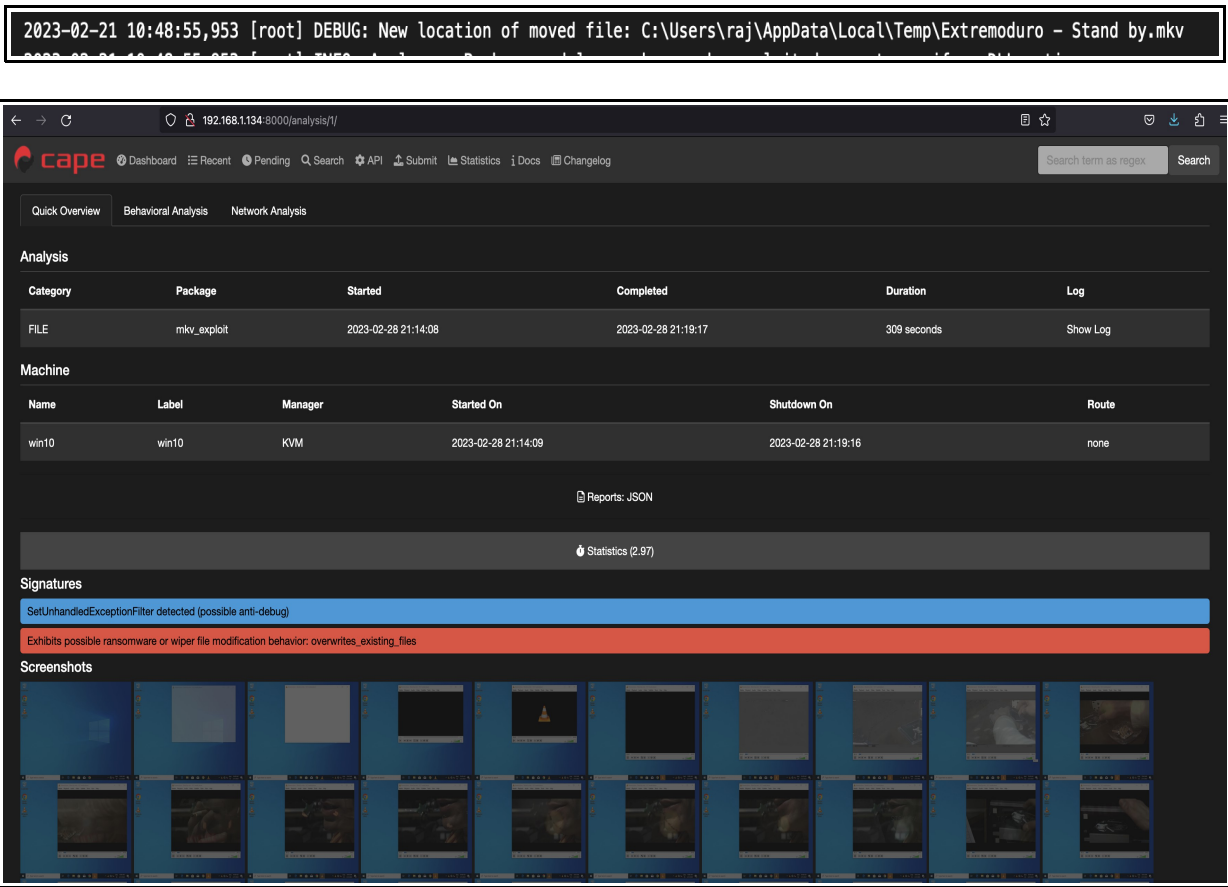 2023-02-21 10:48:55,953 [root] DEBUG: New location of moved file: C:\Users\raj\AppData\Local\Temp\Extremoduro – Stand by.mkv
192.168.1.134:8000/analysis/1/
cape Dashboard Recent Pending Search API Submit Statistics Docs Changelog Search term as regex Search
Quick Overview Behavioral Analysis Network Analysis
Analysis
Category Package Started Completed Duration Log
FILE mkv_exploit 2023-02-28 21:14:08 2023-02-28 21:19:17 309 seconds Show Log
Machine
Name Label Manager Started On Shutdown On Route
win10 win10 KVM 2023-02-28 21:14:09 2023-02-28 21:19:16 none
Reports: JSON
Statistics (2.97)
Signatures
SetUnhandledExceptionFilter detected (possible anti-debug)
Exhibits possible ransomware or wiper file modification behavior: overwrites_existing_files
Screenshots